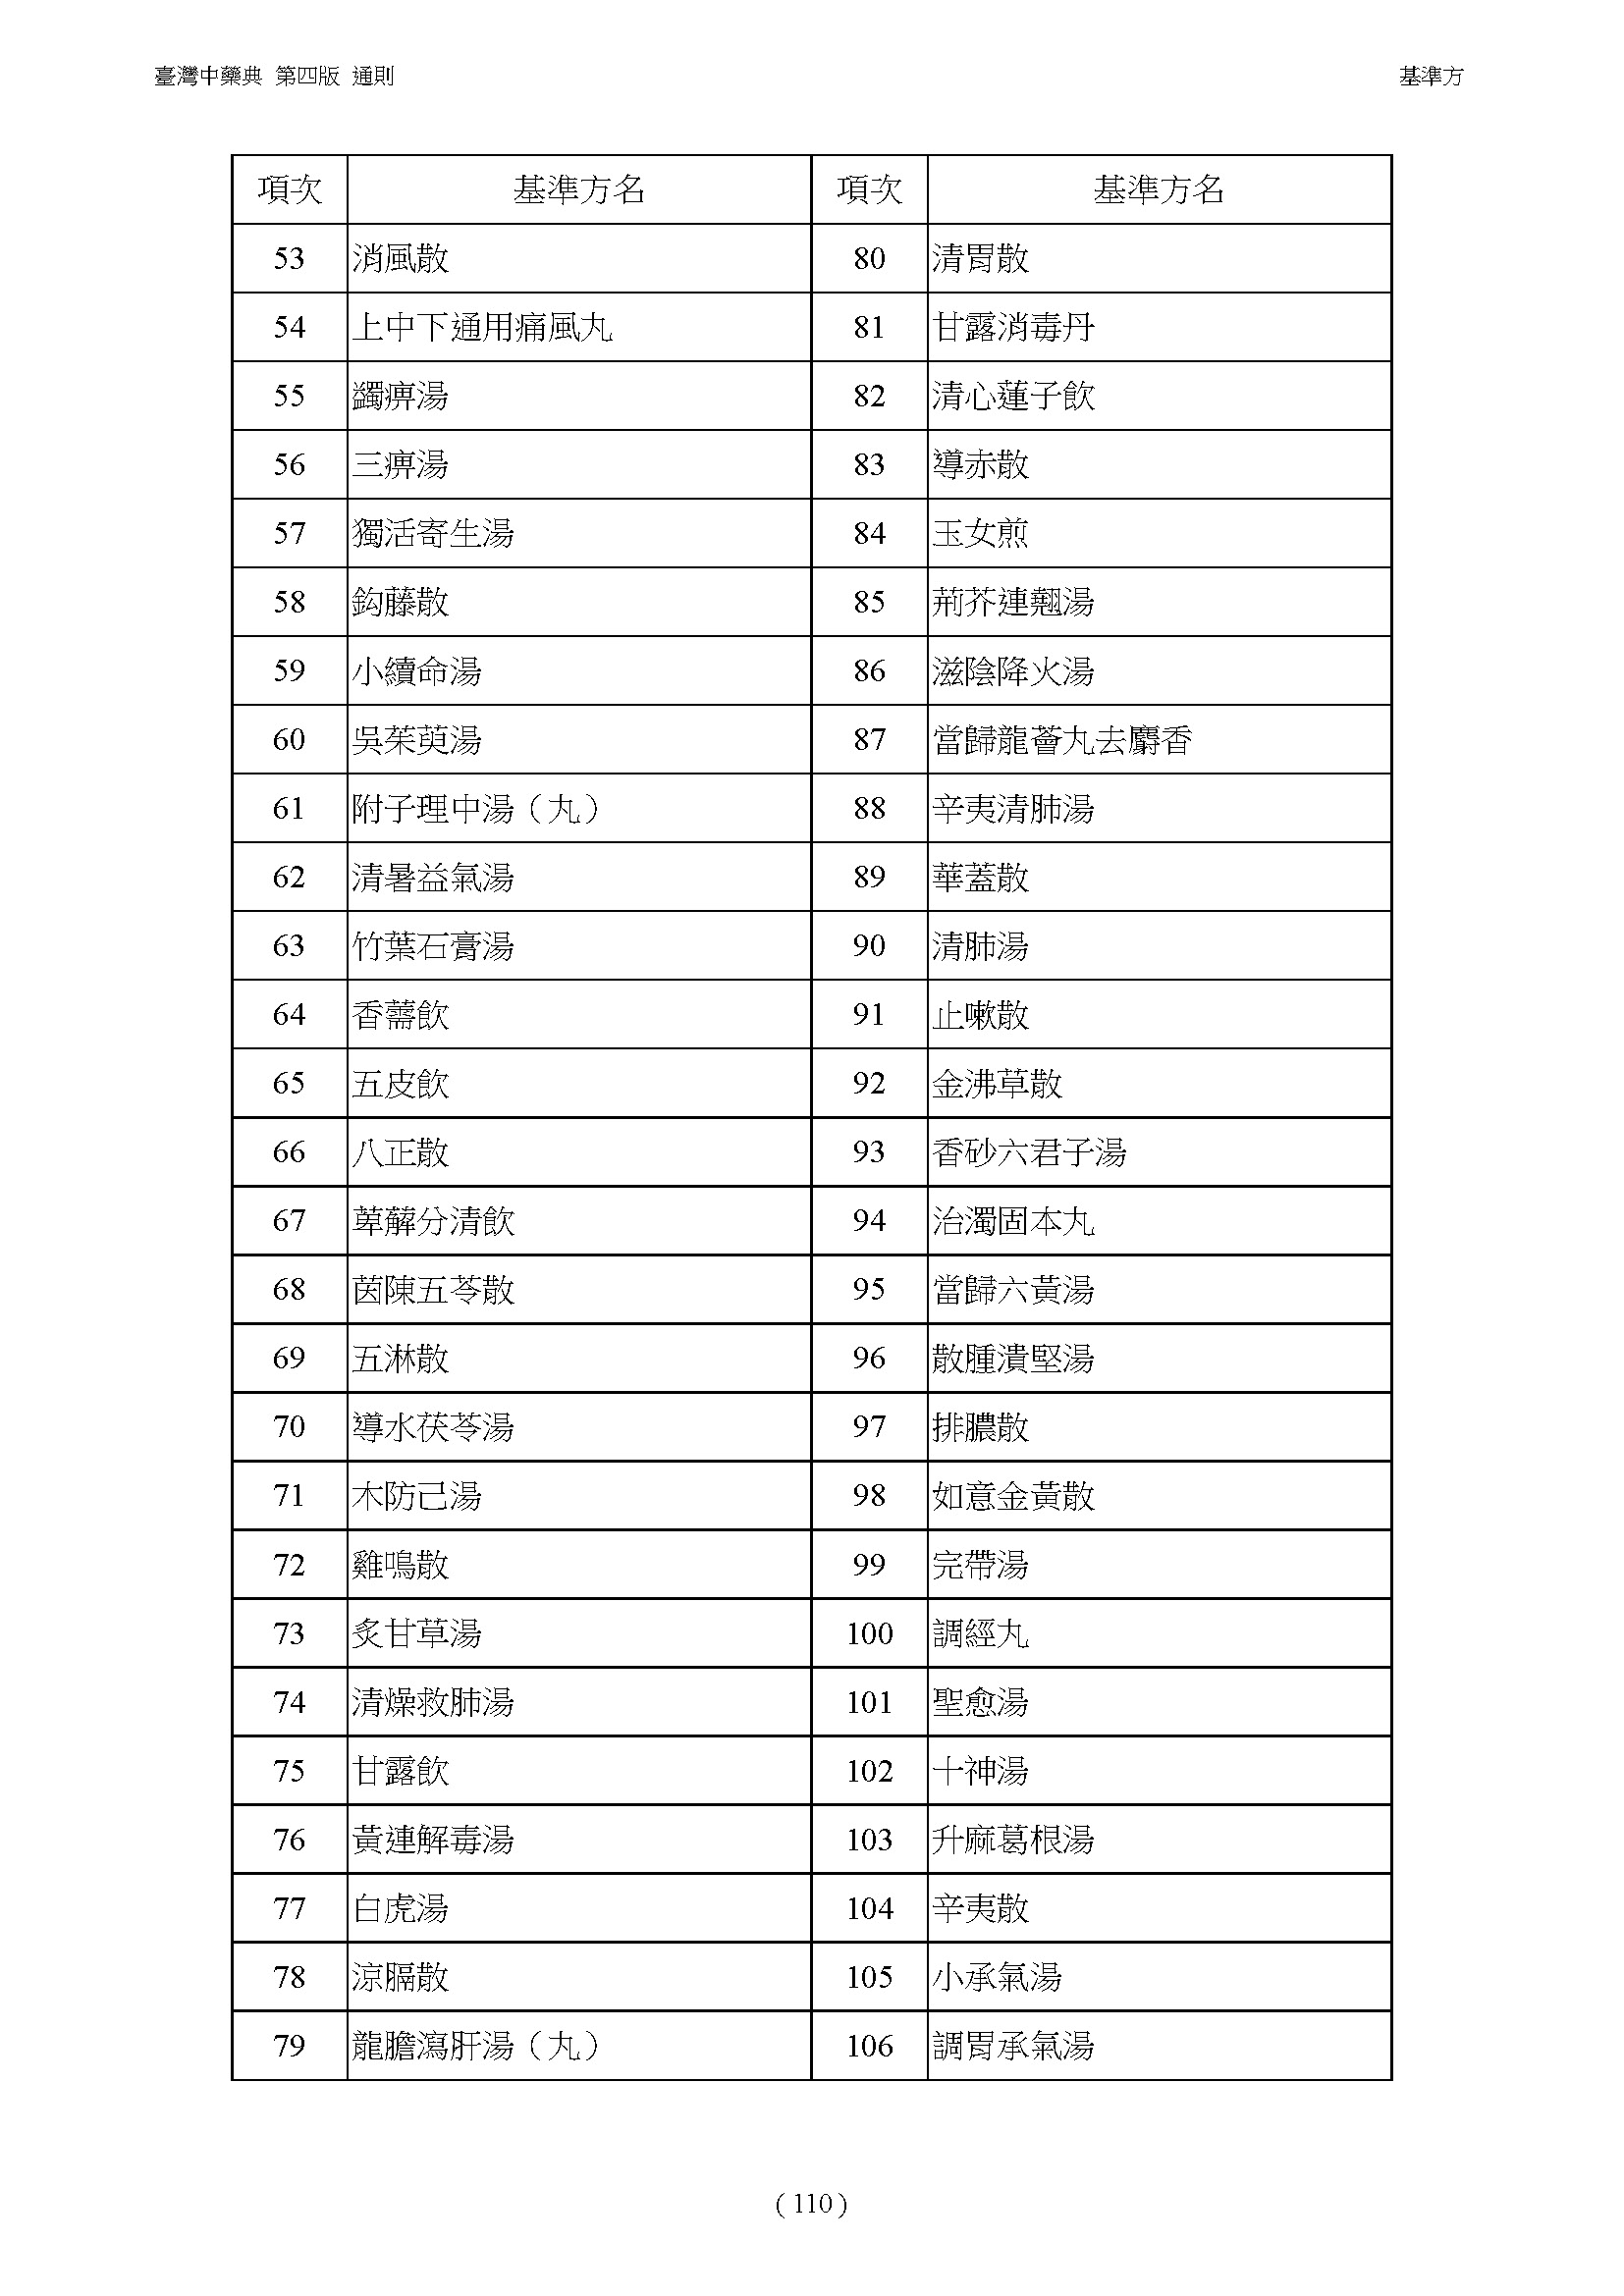 臺灣中藥典 第四版 通則 基準方
項次 基準方名 項次 基準方名
53 消風散 80 清胃散
54 上中下通用痛風丸 81 甘露消毒丹
55 蠲痹湯 82 清心蓮子飲
56 三痹湯 83 導赤散
57 獨活寄生湯 84 玉女煎
58 鈎藤散 85 荊芥連翹湯
59 小續命湯 86 滋陰降火湯
60 吳茱萸湯 87 當歸龍薈丸去麝香
61 附子理中湯（丸） 88 辛夷清肺湯
62 清暑益氣湯 89 華蓋散
63 竹葉石膏湯 90 清肺湯
64 香薷飲 91 止嗽散
65 五皮飲 92 金沸草散
66 八正散 93 香砂六君子湯
67 萆薢分清飲 94 治濁固本丸
68 茵陳五苓散 95 當歸六黃湯
69 五淋散 96 散腫潰堅湯
70 導水茯苓湯 97 排膿散
71 木防己湯 98 如意金黃散
72 雞鳴散 99 完帶湯
73 炙甘草湯 100 調經丸
74 清燥救肺湯 101 聖愈湯
75 甘露飲 102 十神湯
76 黃連解毒湯 103 升麻葛根湯
77 白虎湯 104 辛夷散
78 涼膈散 105 小承氣湯
79 龍膽瀉肝湯（丸） 106 調胃承氣湯
( 110 )